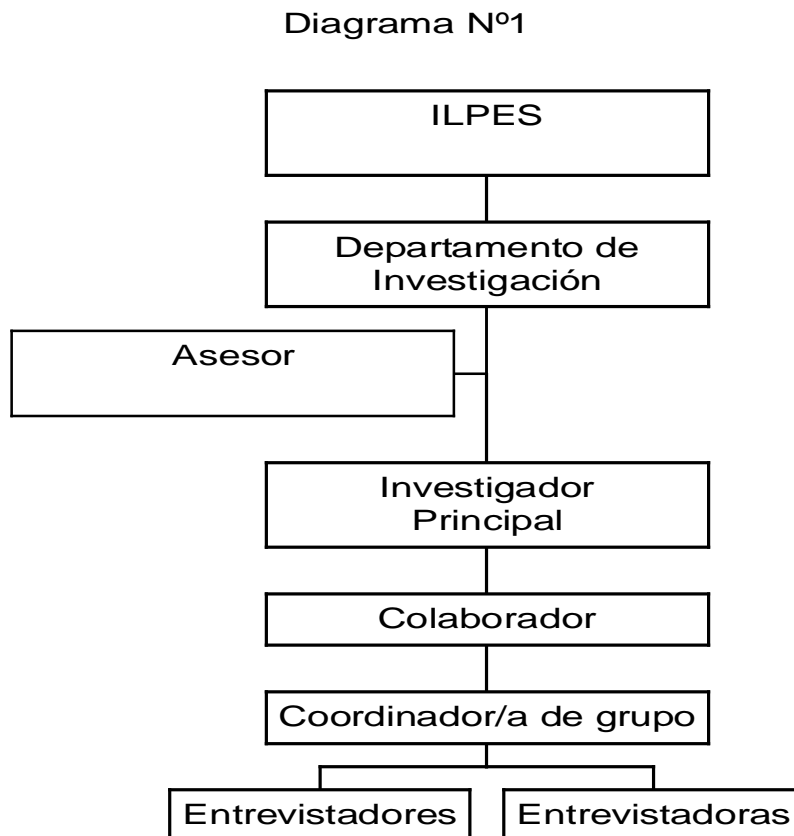 Diagrama Nº1
ILPES
Departamento de
Investigación
Asesor
Investigador
Principal
Colaborador
Coordinador/a de grupo
Entrevistadores
Entrevistadoras